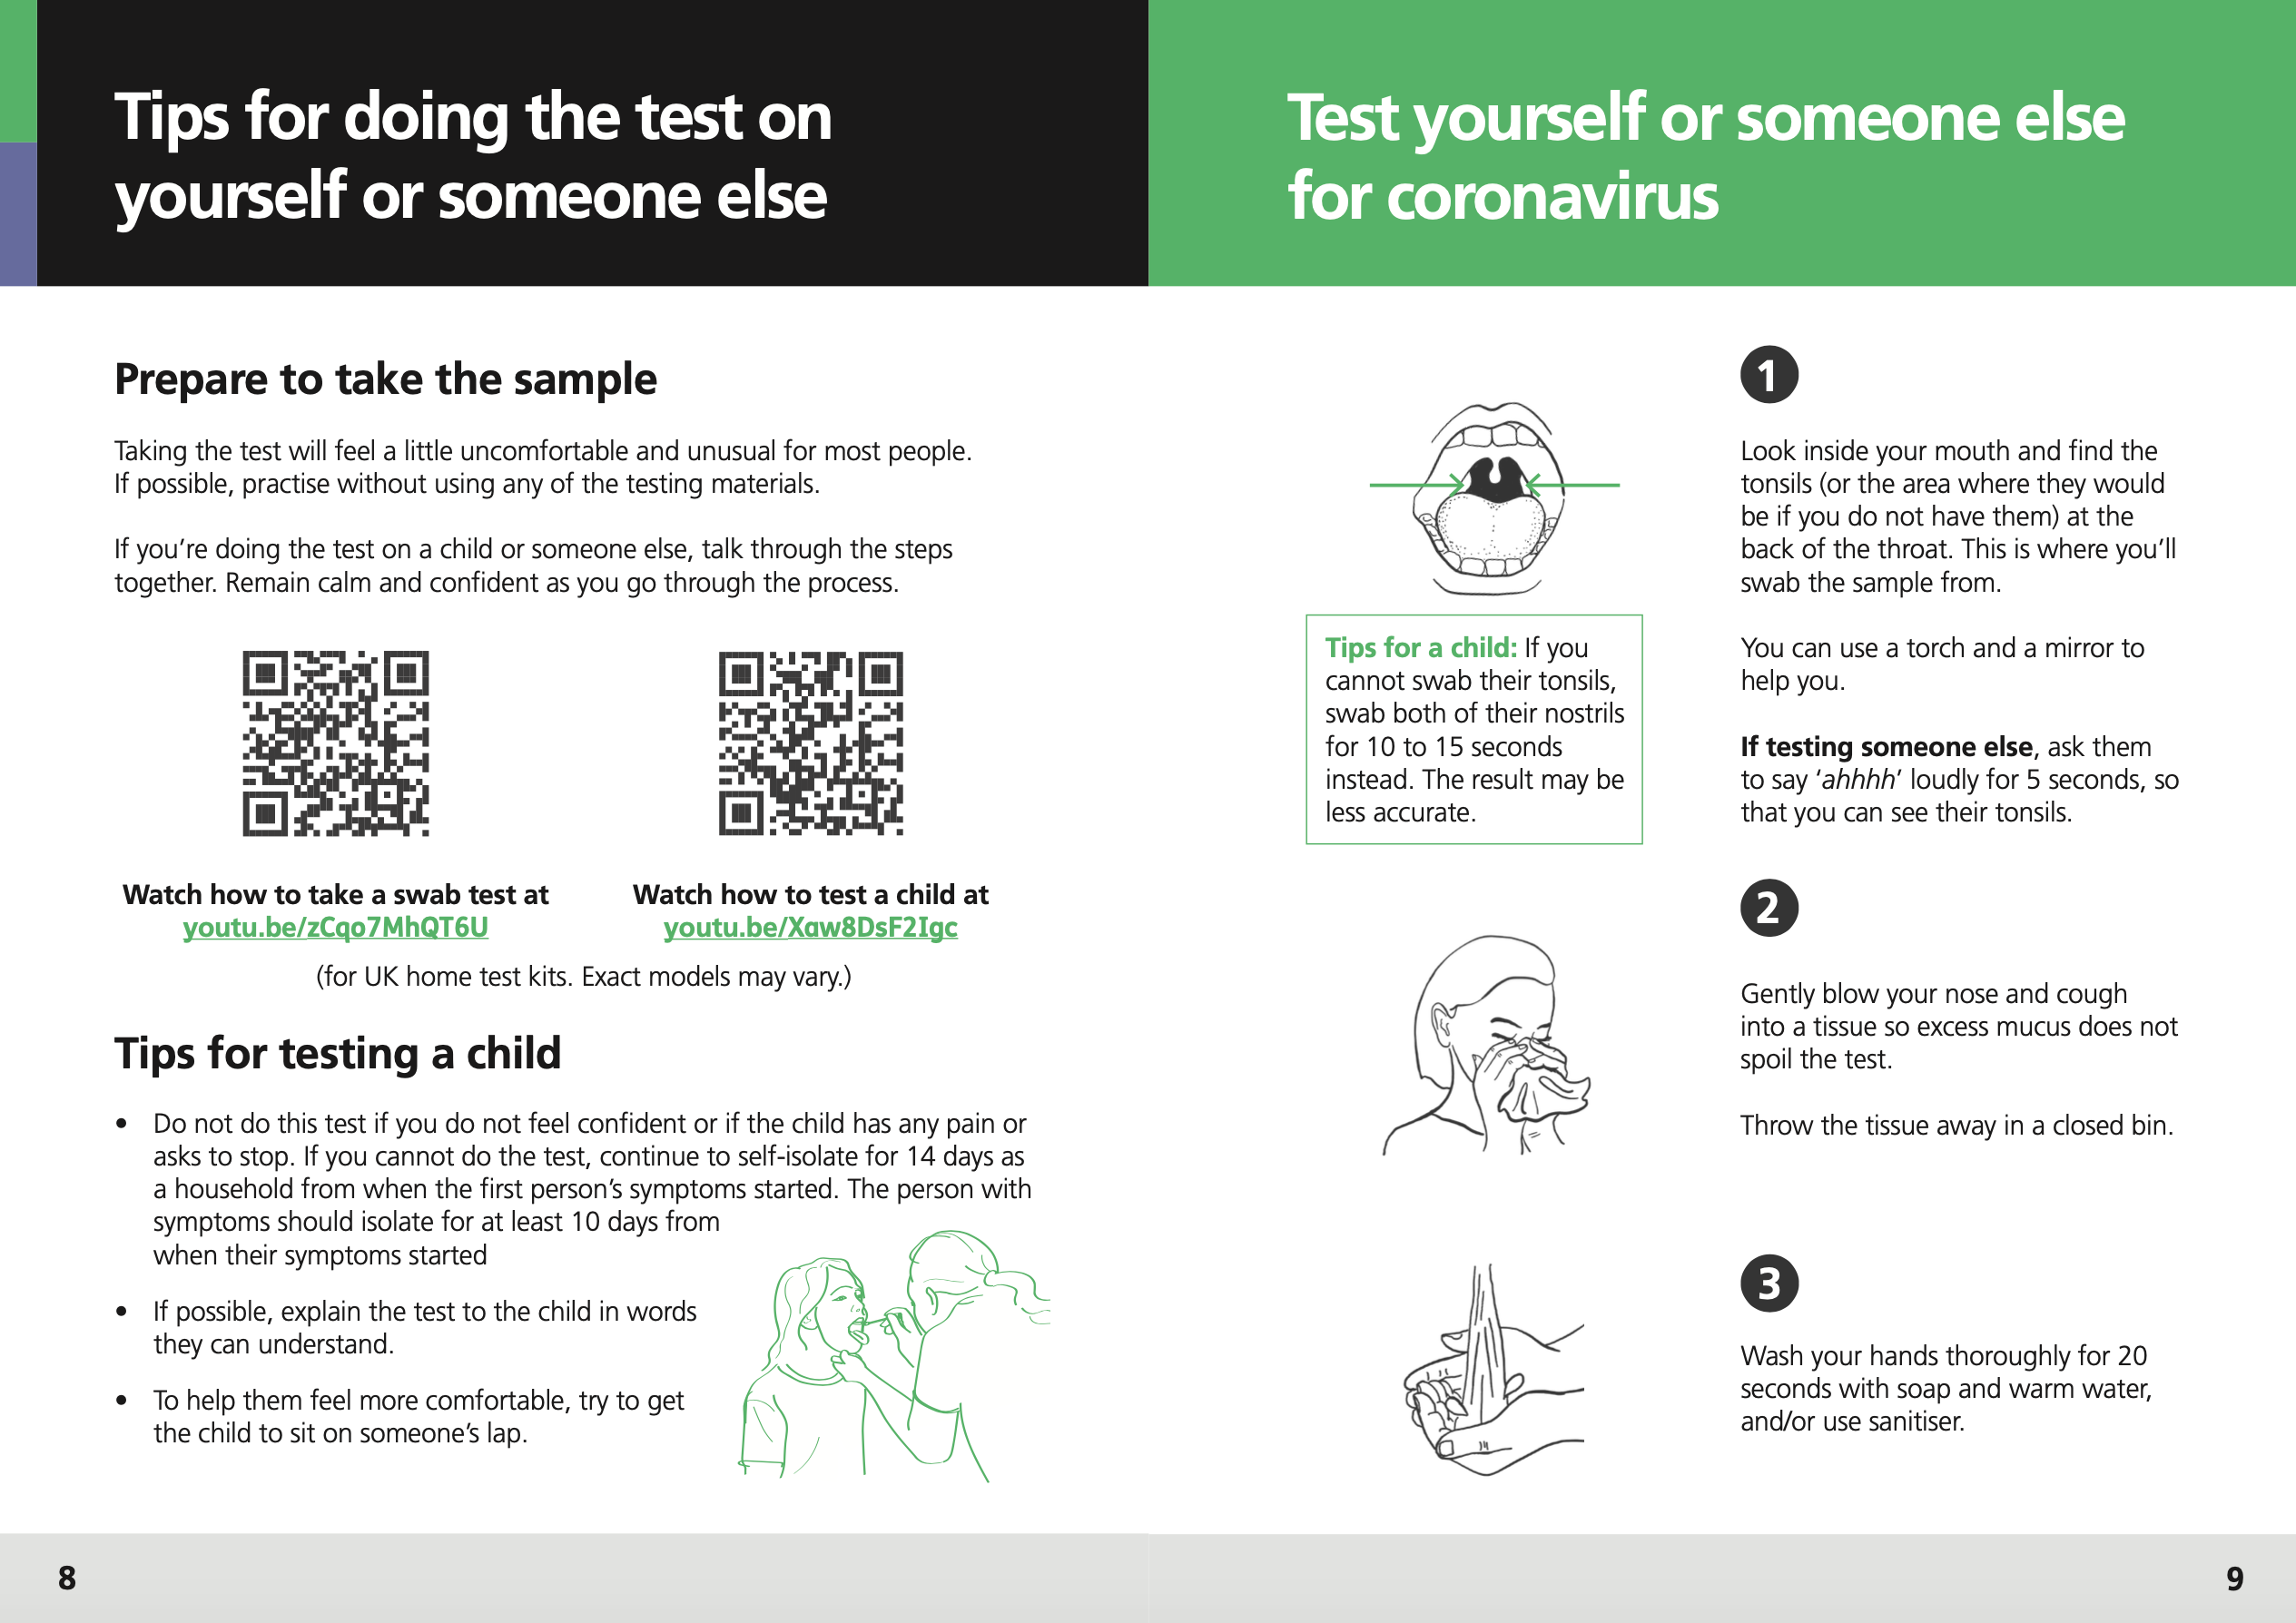 Tips for doing the test on
yourself or someone else
Prepare to take the sample
Taking the test will feel a little uncomfortable and unusual for most people.
If possible, practise without using any of the testing materials.
If you’re doing the test on a child or someone else, talk through the steps
together. Remain calm and confident as you go through the process.
Watch how to take a swab test at
youtu.be/zCqo7MhQT6U
Watch how to test a child at
youtu.be/Xaw8DsF2Igc
(for UK home test kits. Exact models may vary.)
Tips for testing a child
• Do not do this test if you do not feel confident or if the child has any pain or
asks to stop. If you cannot do the test, continue to self-isolate for 14 days as
a household from when the first person’s symptoms started. The person with
symptoms should isolate for at least 10 days from
when their symptoms started
• If possible, explain the test to the child in words
they can understand.
• To help them feel more comfortable, try to get
the child to sit on someone’s lap.
8
Test yourself or someone else
for coronavirus
1
Look inside your mouth and find the
tonsils (or the area where they would
be if you do not have them) at the
back of the throat. This is where you’ll
swab the sample from.
You can use a torch and a mirror to
help you.
If testing someone else, ask them
to say ‘ahhhh’ loudly for 5 seconds, so
that you can see their tonsils.
Tips for a child: If you
cannot swab their tonsils,
swab both of their nostrils
for 10 to 15 seconds
instead. The result may be
less accurate.
2
Gently blow your nose and cough
into a tissue so excess mucus does not
spoil the test.
Throw the tissue away in a closed bin.
3
Wash your hands thoroughly for 20
seconds with soap and warm water,
and/or use sanitiser.
9